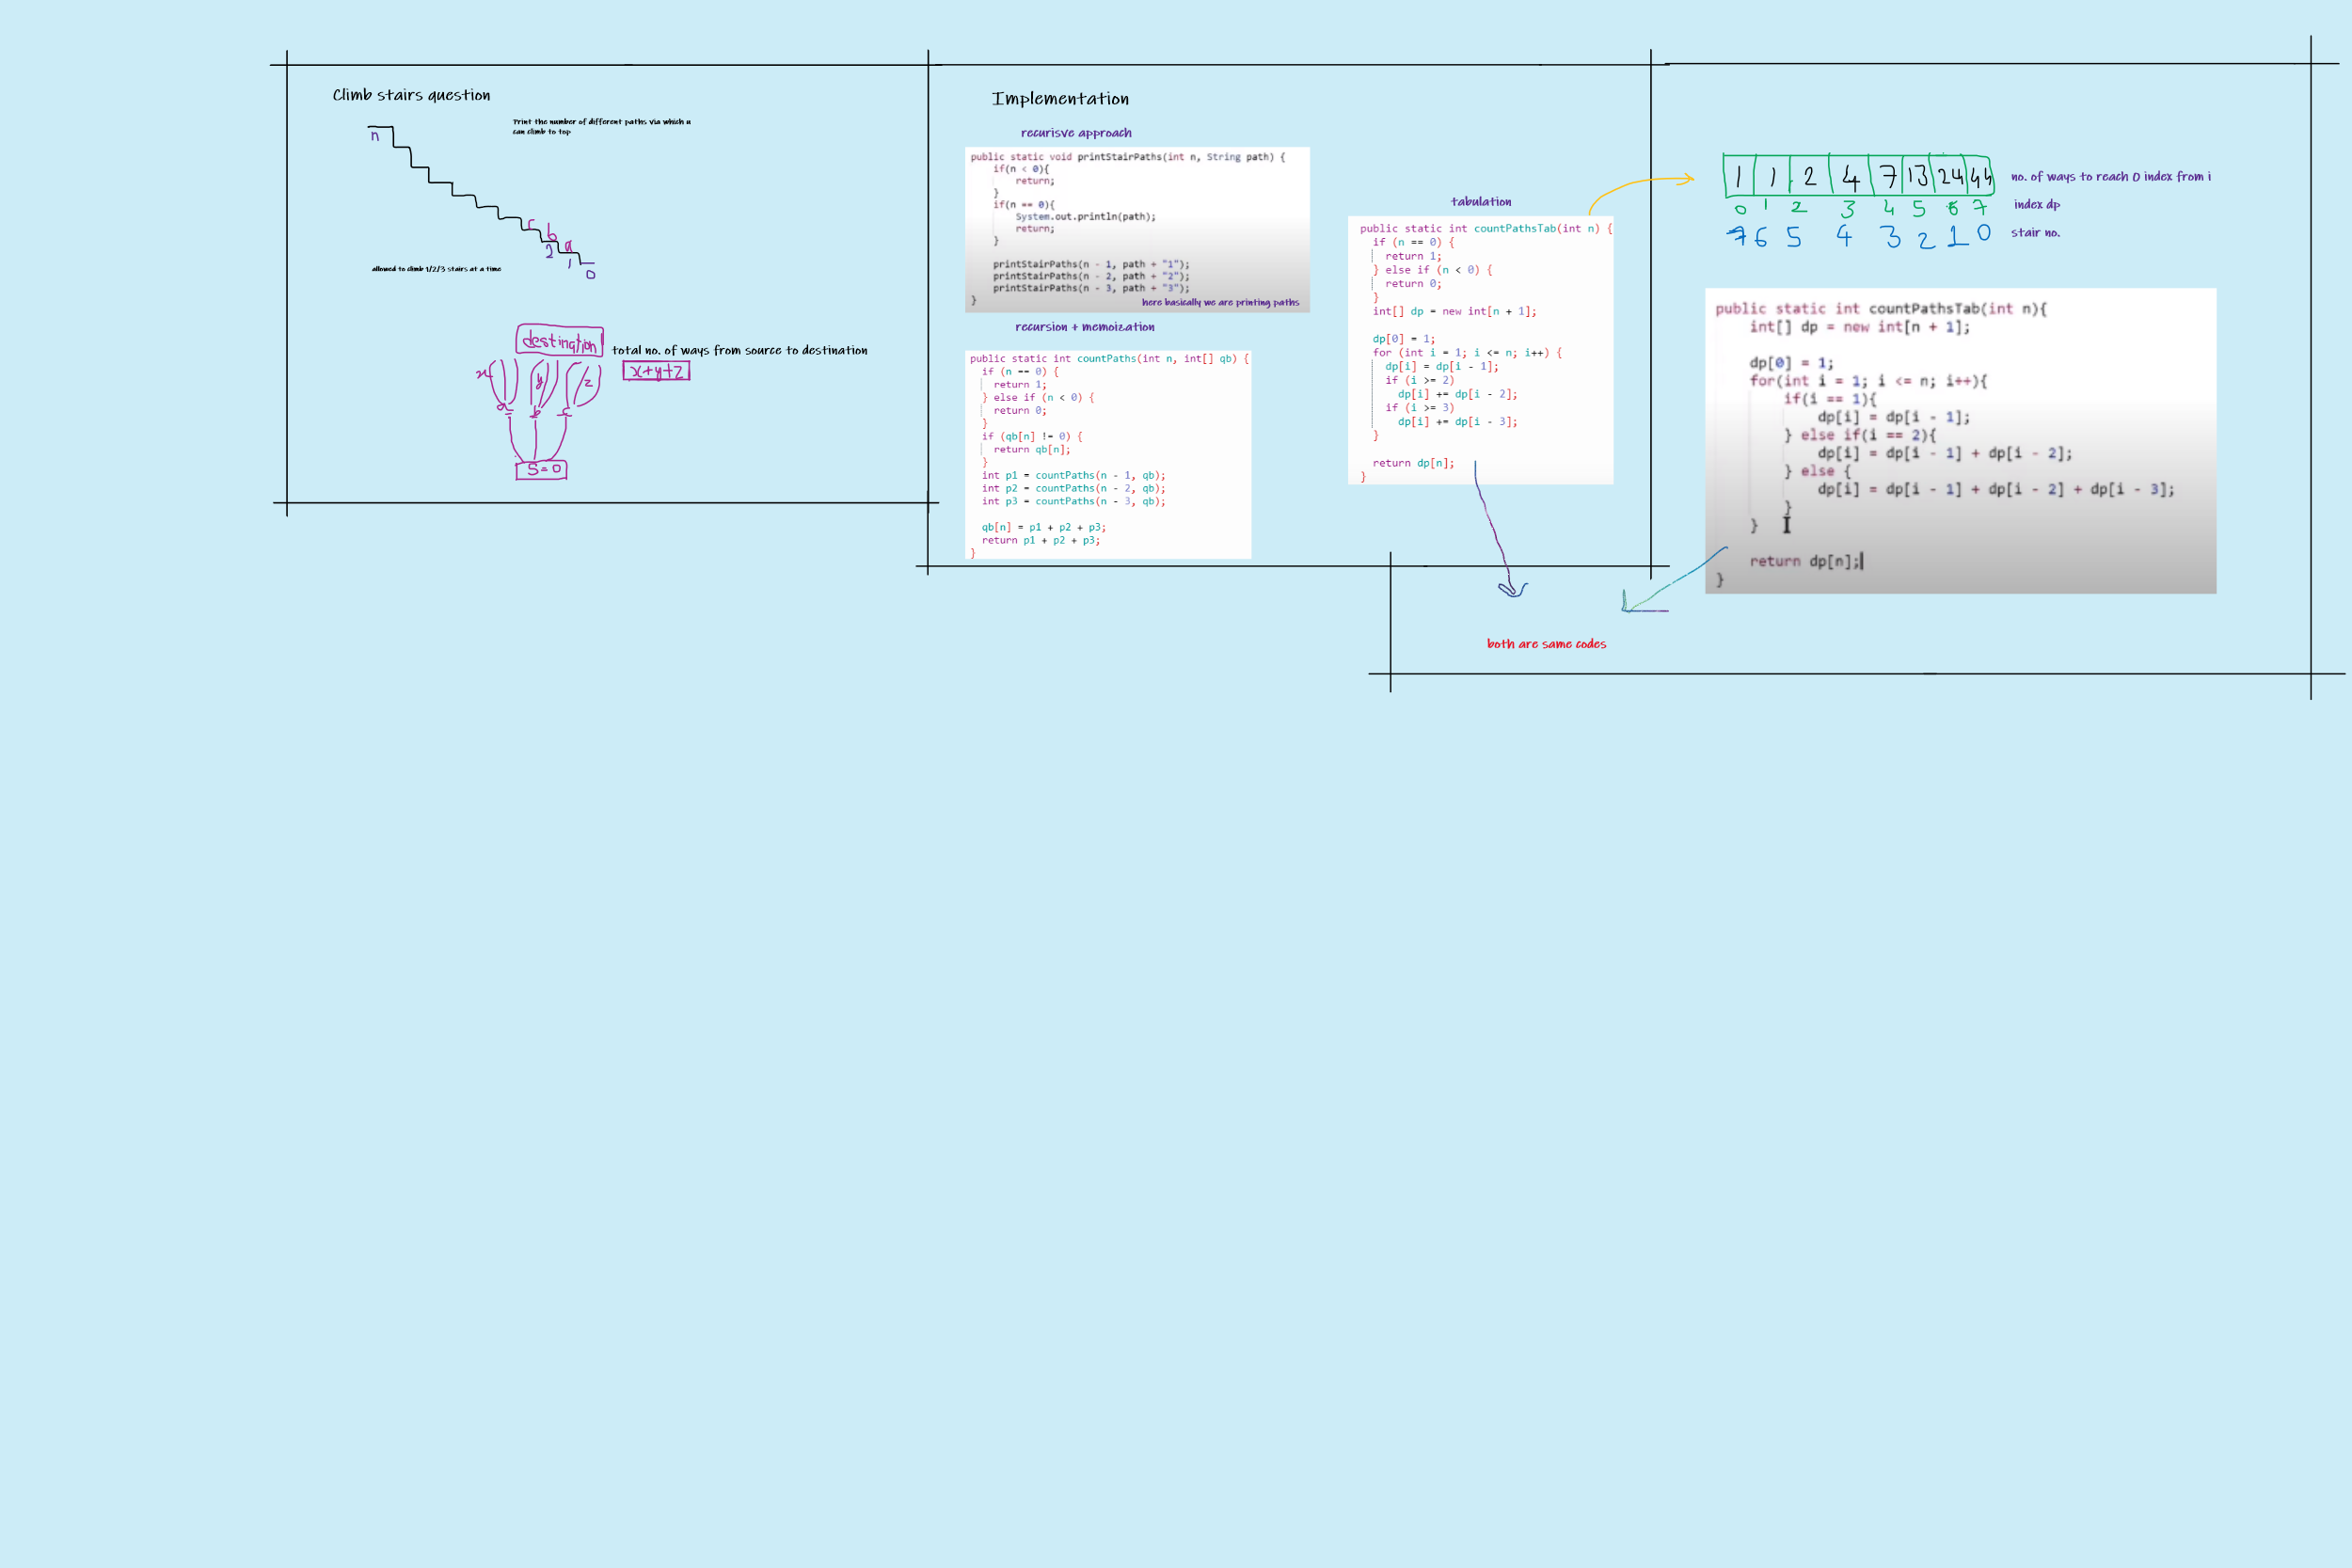 Climb stairs question
Print the number of different paths via which u
can climb to top
n
c
b
2
a
1
0
allowed to climb 1/2/3 stairs at a time
destination
total no. of ways from source to destination
x+y+z
x
y
z
a
b
c
S=0
Implementation
recurisve approach
public static void printStairPaths(int n, String path) {
if(n < 0){
return;
}
if(n == 0){
System.out.println(path);
return;
}
printStairPaths(n - 1, path + "1");
printStairPaths(n - 2, path + "2");
printStairPaths(n - 3, path + "3");
}
here basically we are printing paths
recursion + memoization
public static int countPaths(int n, int[] qb) {
if (n == 0) {
return 1;
} else if (n < 0) {
return 0;
}
if (qb[n] != 0) {
return qb[n];
}
int p1 = countPaths(n - 1, qb);
int p2 = countPaths(n - 2, qb);
int p3 = countPaths(n - 3, qb);
qb[n] = p1 + p2 + p3;
return p1 + p2 + p3;
}
tabulation
public static int countPathsTab(int n) {
if (n == 0) {
return 1;
} else if (n < 0) {
return 0;
}
int[] dp = new int[n + 1];
dp[0] = 1;
for (int i = 1; i <= n; i++) {
dp[i] = dp[i - 1];
if (i >= 2)
dp[i] += dp[i - 2];
if (i >= 3)
dp[i] += dp[i - 3];
}
return dp[n];
}
1 1 2 4 7 13 24 44 no. of ways to reach 0 index from i
0 1 2 3 4 5 6 7 index dp
7 6 5 4 3 2 1 0 stair no.
public static int countPathsTab(int n){
int[] dp = new int[n + 1];
dp[0] = 1;
for(int i = 1; i <= n; i++){
if(i == 1){
dp[i] = dp[i - 1];
} else if(i == 2){
dp[i] = dp[i - 1] + dp[i - 2];
} else {
dp[i] = dp[i - 1] + dp[i - 2] + dp[i - 3];
}
}
return dp[n];
}
both are same codes